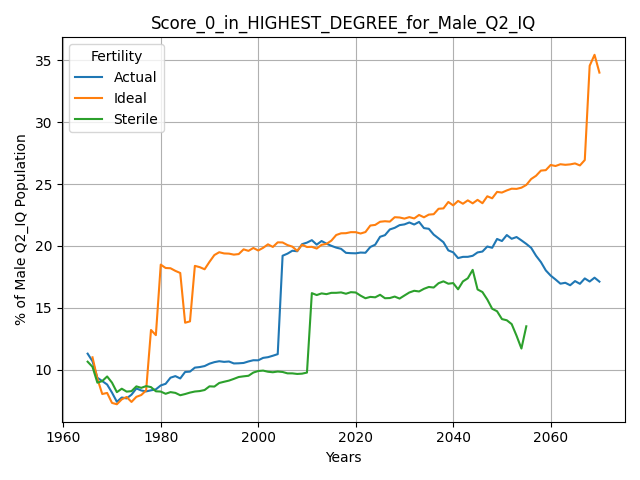 Score_0_in_HIGHEST_DEGREE_for_Male_Q2_IQ
Fertility
Actual
Ideal
Sterile
% of Male Q2_IQ Population
35
30
25
20
15
10
1960
1980
2000
2020
2040
2060
Years